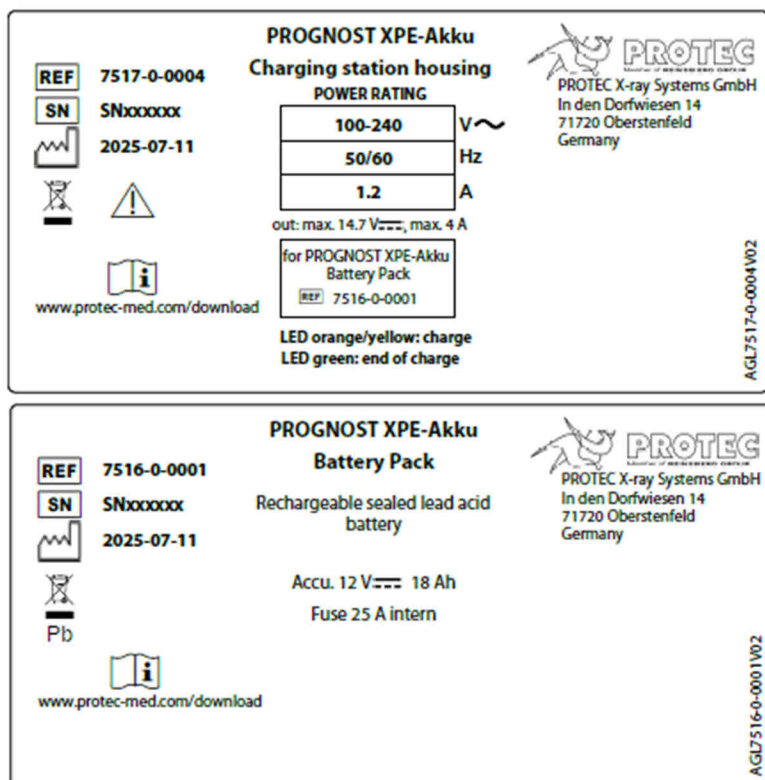 PROGNOST XPE-Akku
Charging station housing
REF 7517-0-0004
SN SNxxxxxx
2025-07-11
www.protec-med.com/download
POWER RATING
100-240 V~
50/60 Hz
1.2 A
out: max. 14.7 V⎓, max. 4 A
for PROGNOST XPE-Akku
Battery Pack
REF 7516-0-0001
LED orange/yellow: charge
LED green: end of charge
PROTEC
PROTEC X-ray Systems GmbH
In den Dorfwiesen 14
71720 Oberstenfeld
Germany
AGL7517-0-0004V02
PROGNOST XPE-Akku
Battery Pack
REF 7516-0-0001
SN SNxxxxxx
2025-07-11
Pb
www.protec-med.com/download
Rechargeable sealed lead acid
battery
Accu. 12 V⎓ 18 Ah
Fuse 25 A intern
PROTEC
PROTEC X-ray Systems GmbH
In den Dorfwiesen 14
71720 Oberstenfeld
Germany
AGL7516-0-0001V02